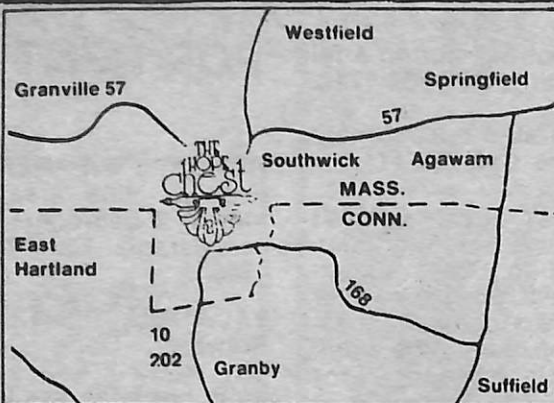 Westfield
Springfield
Granville 57
57
THE
HOPE
chest
Southwick
Agawam
MASS.
CONN.
East
Hartland
168
10
202
Granby
Suffield